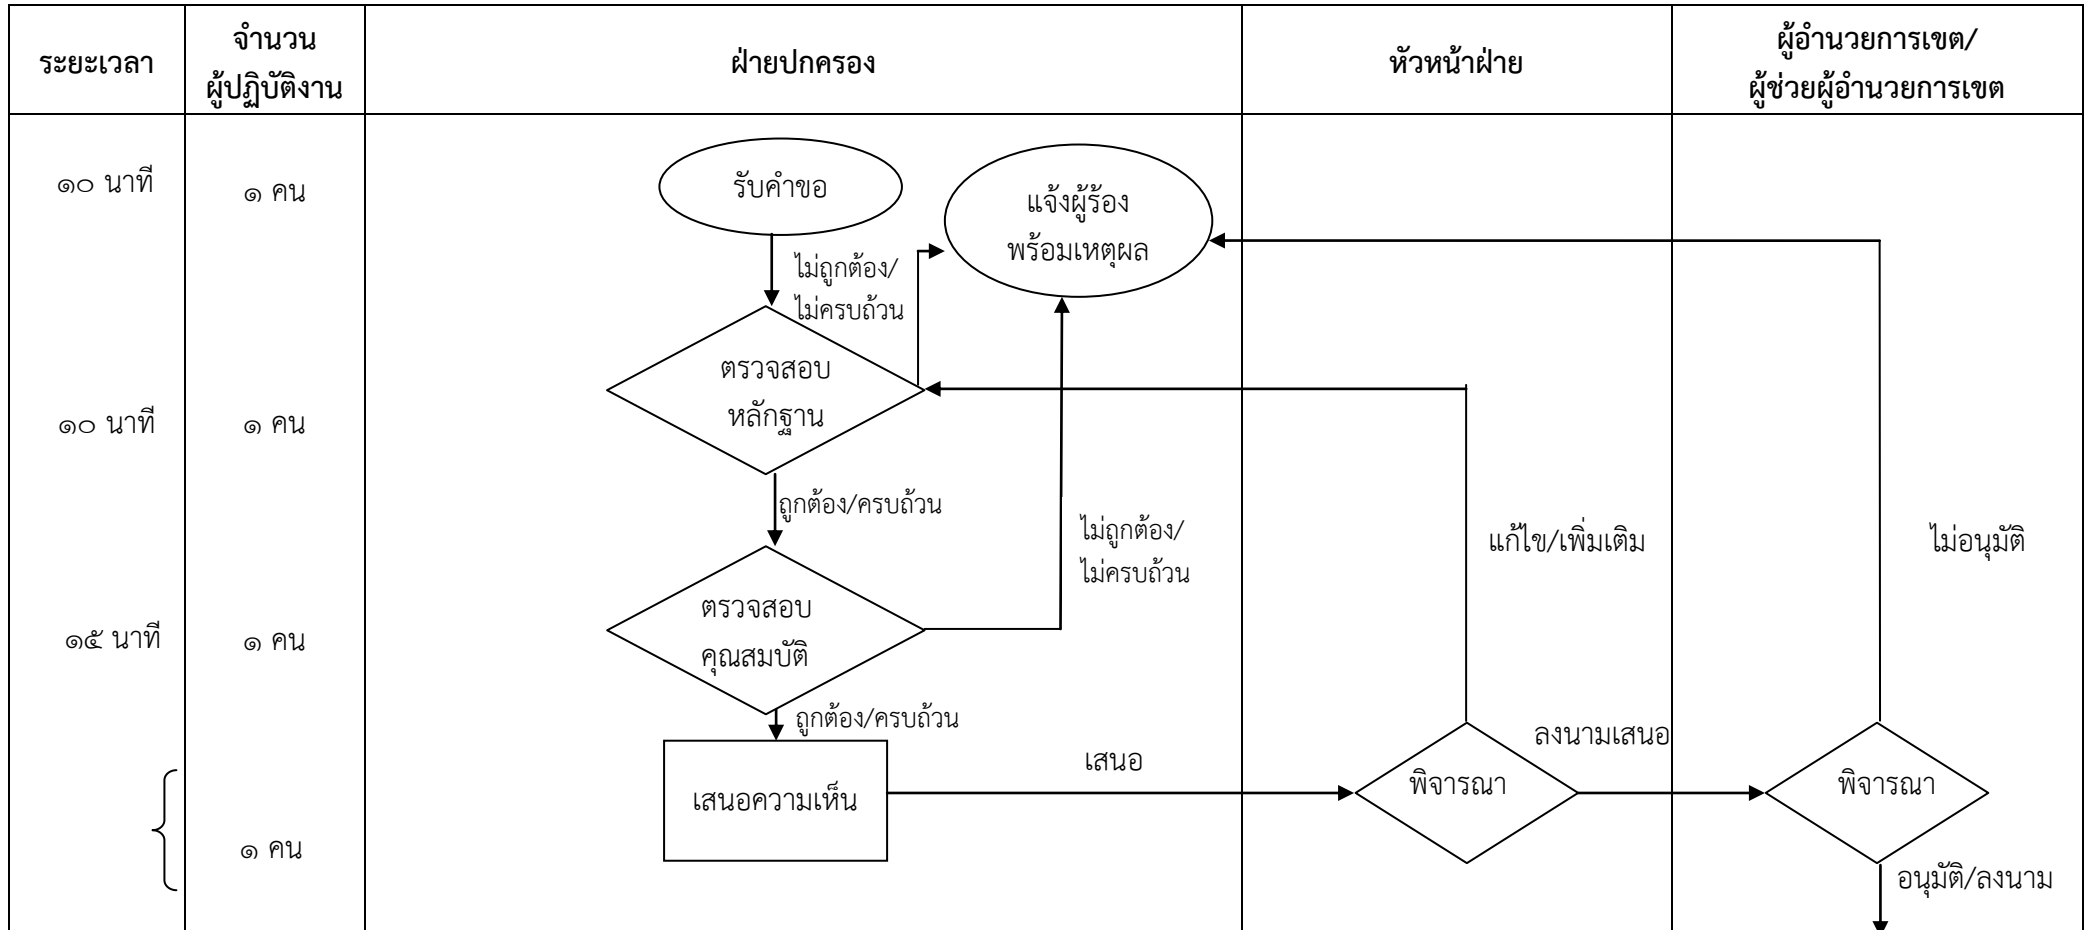 ระยะเวลา
จำนวน
ผู้ปฏิบัติงาน
ฝ่ายปกครอง
หัวหน้าฝ่าย
ผู้อำนวยการเขต/
ผู้ช่วยผู้อำนวยการเขต
๑๐ นาที
๑ คน
รับคำขอ
แจ้งผู้ร้อง
พร้อมเหตุผล
ไม่ถูกต้อง/
ไม่ครบถ้วน
ตรวจสอบ
หลักฐาน
๑๐ นาที
๑ คน
ถูกต้อง/ครบถ้วน
ไม่ถูกต้อง/
ไม่ครบถ้วน
แก้ไข/เพิ่มเติม
ไม่อนุมัติ
ตรวจสอบ
คุณสมบัติ
๑๕ นาที
๑ คน
ถูกต้อง/ครบถ้วน
เสนอ
ลงนามเสนอ
เสนอความเห็น
พิจารณา
พิจารณา
๑ คน
อนุมัติ/ลงนาม